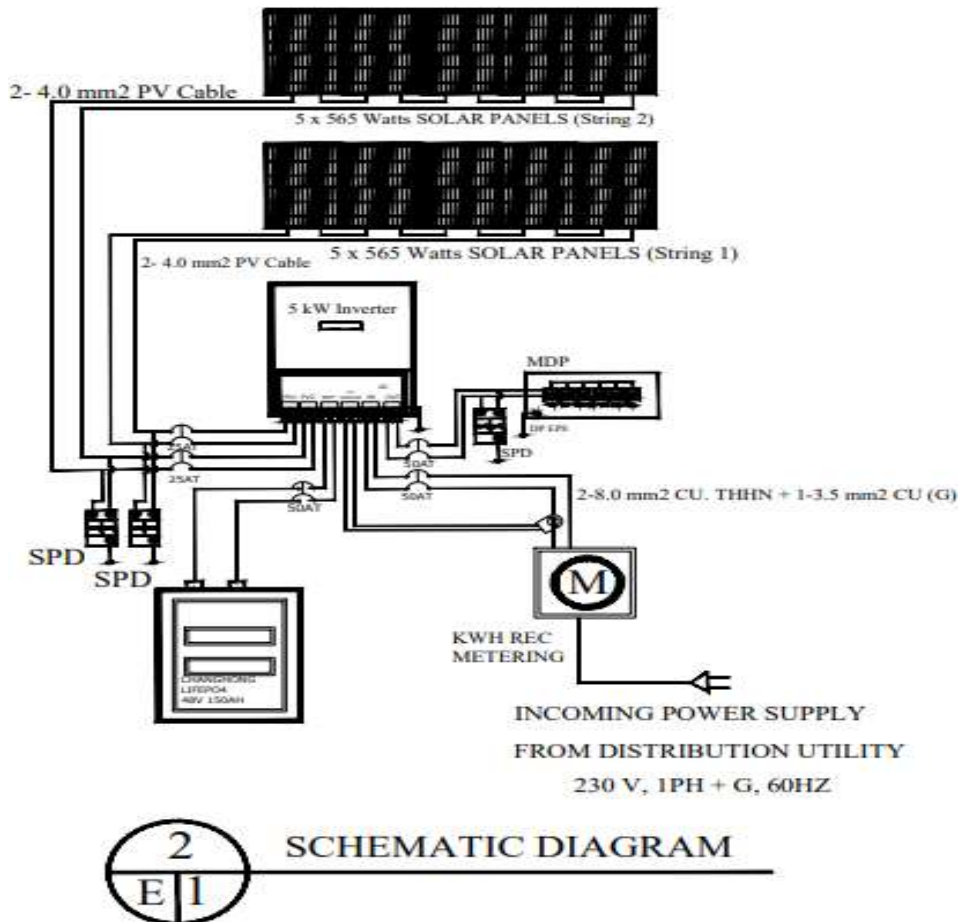 2- 4.0 mm2 PV Cable
5 x 565 Watts SOLAR PANELS (String 2)
5 x 565 Watts SOLAR PANELS (String 1)
2- 4.0 mm2 PV Cable
5 kW Inverter
MDP
SPD
25AT
25AT
50AT
50AT
50AT
2-8.0 mm2 CU. THHN + 1-3.5 mm2 CU (G)
SPD
SPD
M
KWH REC
METERING
CHANGHONG
LIFEPO4
48V 150AH
INCOMING POWER SUPPLY
FROM DISTRIBUTION UTILITY
230 V, 1PH + G, 60HZ
2
SCHEMATIC DIAGRAM
E 1